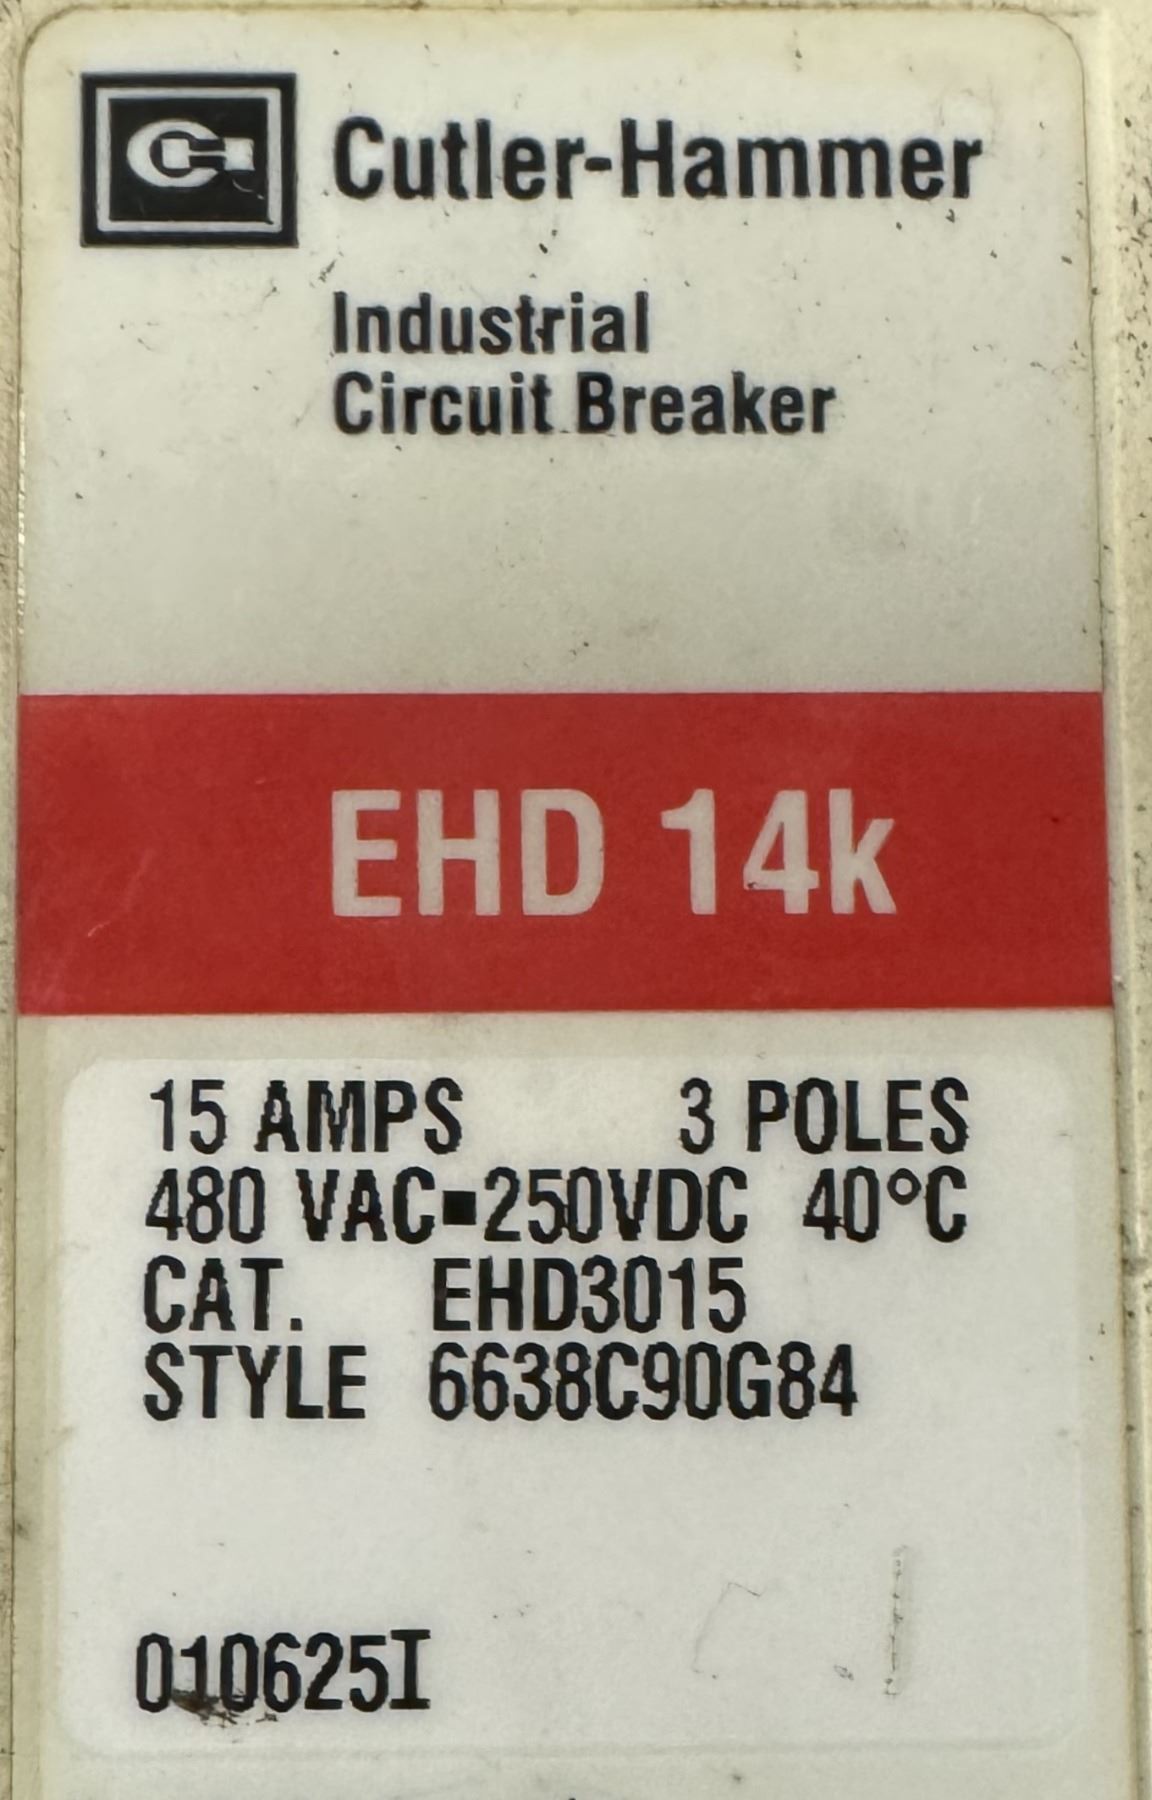 Cutler-Hammer
Industrial
Circuit Breaker
EHD 14k
15 AMPS 3 POLES
480 VAC▪250VDC 40°C
CAT. EHD3015
STYLE 6638C90G84
010625I